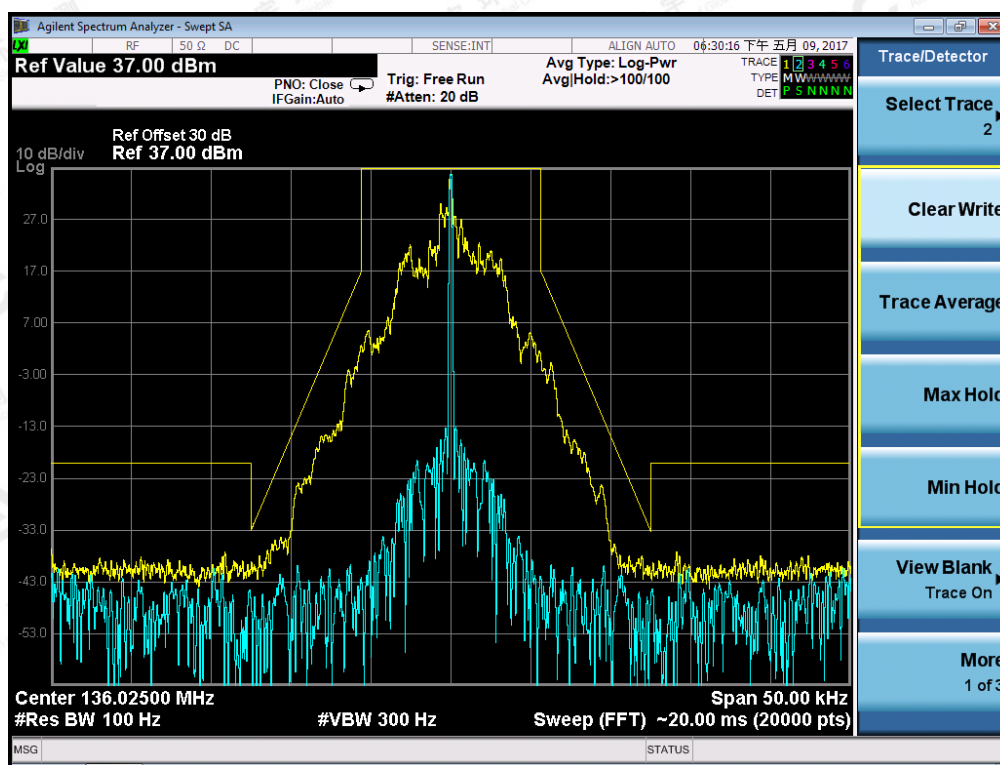 Agilent Spectrum Analyzer - Swept SA
LXI RF 50 Ω DC SENSE:INT ALIGN AUTO 06:30:16 下午 五月 09, 2017
Ref Value 37.00 dBm
PNO: Close
IFGain:Auto
Trig: Free Run
#Atten: 20 dB
Avg Type: Log-Pwr
Avg|Hold:>100/100
TRACE 1 2 3 4 5 6
TYPE M WWWWW
DET P S N N N N
10 dB/div
Log
Ref Offset 30 dB
Ref 37.00 dBm
27.0
17.0
7.00
-3.00
-13.0
-23.0
-33.0
-43.0
-53.0
Center 136.02500 MHz
Span 50.00 kHz
#Res BW 100 Hz
#VBW 300 Hz
Sweep (FFT) ~20.00 ms (20000 pts)
MSG
STATUS
Trace/Detector
Select Trace
2
Clear Write
Trace Average
Max Hold
Min Hold
View Blank
Trace On
More
1 of 3